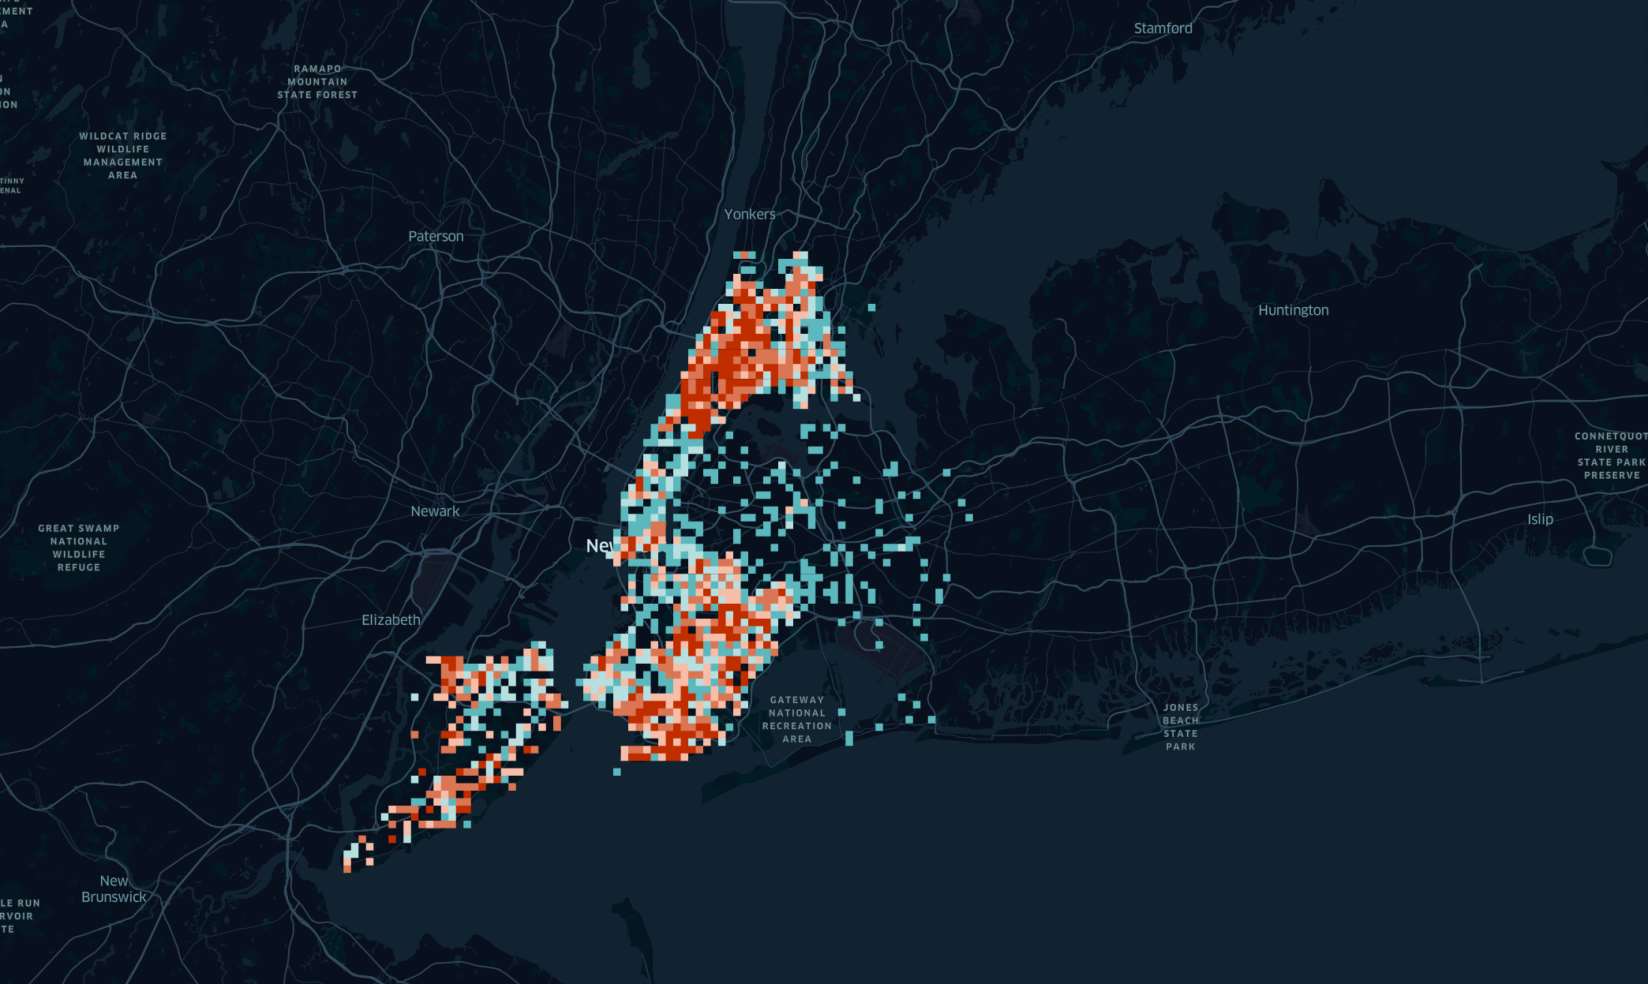 MENT
A
Stamford
RAMAPO
MOUNTAIN
STATE FOREST
ON
ION
WILDCAT RIDGE
WILDLIFE
MANAGEMENT
AREA
TINNY
ENAL
Yonkers
Paterson
Huntington
CONNETQUOT
RIVER
STATE PARK
PRESERVE
Newark
Islip
GREAT SWAMP
NATIONAL
WILDLIFE
REFUGE
New
Elizabeth
GATEWAY
NATIONAL
RECREATION
AREA
JONES
BEACH
STATE
PARK
New
Brunswick
LE RUN
RVOIR
TE